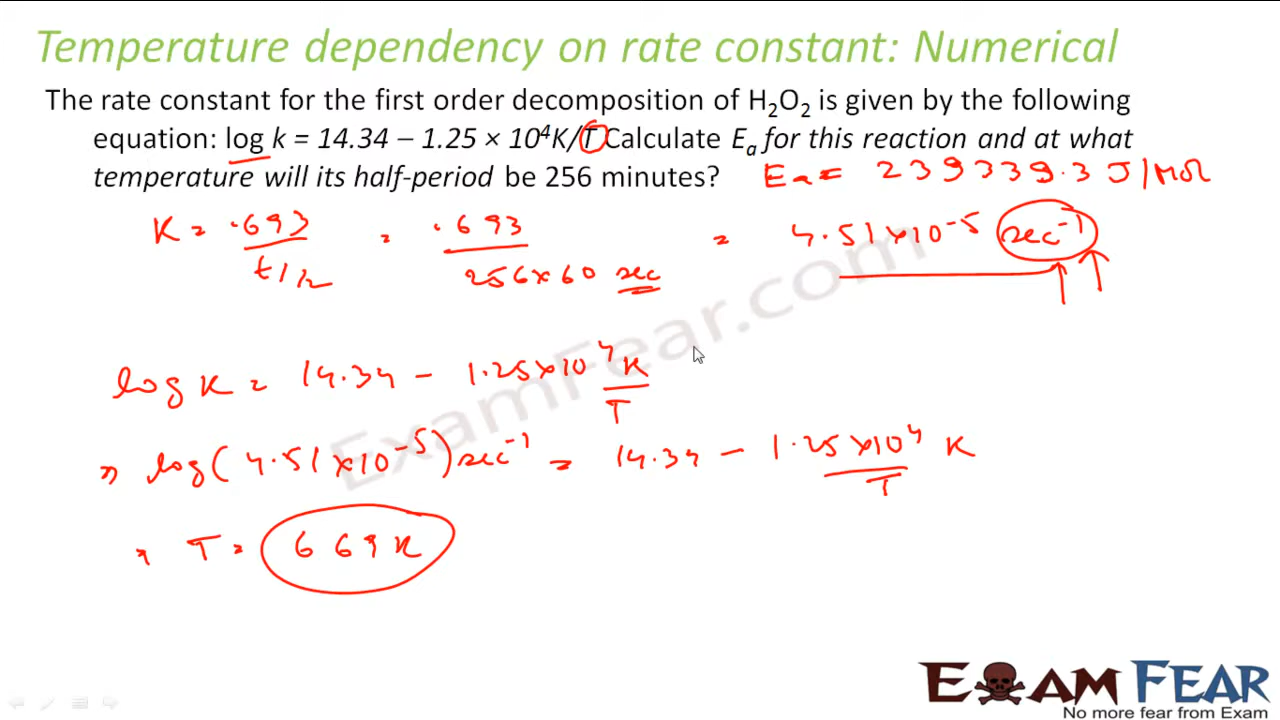 Temperature dependency on rate constant: Numerical
The rate constant for the first order decomposition of H₂O₂ is given by the following
equation: log k = 14.34 – 1.25 × 10⁴K/T Calculate Eₐ for this reaction and at what
temperature will its half-period be 256 minutes?
Ea = 239339.3 J/Mol
K = .693/t1/2 = .693/256×60 sec = 4.51×10⁻⁵ sec⁻¹
log K = 14.34 – 1.25×10⁴ K/T
⇒ log(4.51×10⁻⁵) sec⁻¹ = 14.34 – 1.25×10⁴/T K
⇒ T = 669 K
ExamFear.com
EXAM FEAR
No more fear from Exam